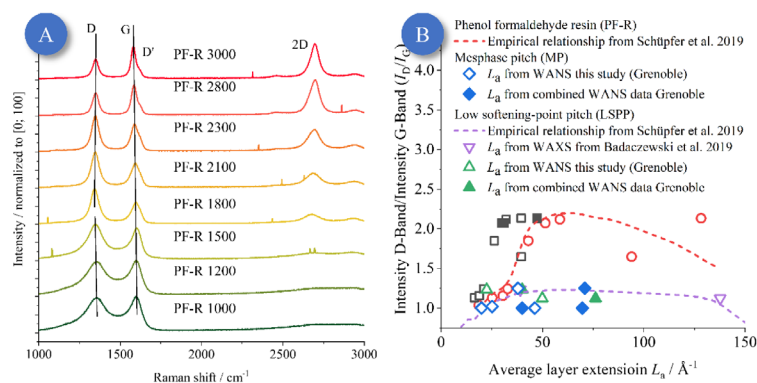 A
D
G
D'
2D
PF-R 3000
PF-R 2800
PF-R 2300
PF-R 2100
PF-R 1800
PF-R 1500
PF-R 1200
PF-R 1000
Intensity / normalized to [0; 100]
1000
1500
2000
2500
3000
Raman shift / cm⁻¹
B
Phenol formaldehyde resin (PF-R)
Empirical relationship from Schüpfer et al. 2019
Mesphase pitch (MP)
Lₐ from WANS this study (Grenoble)
Lₐ from combined WANS data Grenoble
Low softening-point pitch (LSPP)
Empirical relationship from Schüpfer et al. 2019
Lₐ from WAXS from Badaczewski et al. 2019
Lₐ from WANS this study (Grenoble)
Lₐ from combined WANS data Grenoble
Intensity D-Band/Intensity G-Band (I_D/I_G)
4.0
3.5
3.0
2.5
2.0
1.5
1.0
0
50
100
150
Average layer extensioin Lₐ / Å⁻¹